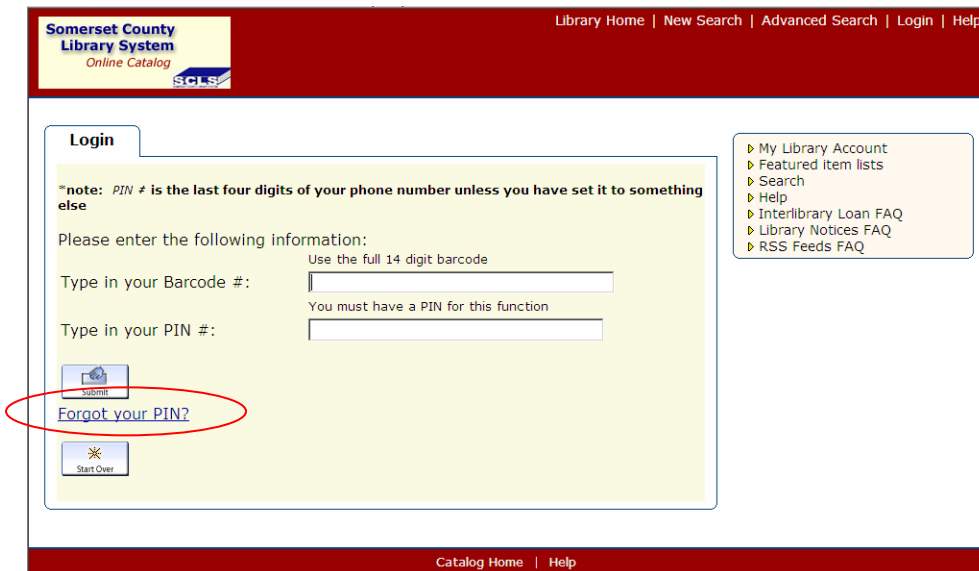 Library Home | New Search | Advanced Search | Login | Help
Somerset County
Library System
Online Catalog
SCLS
Login
*note: PIN # is the last four digits of your phone number unless you have set it to something
else
Please enter the following information:
Use the full 14 digit barcode
Type in your Barcode #:
You must have a PIN for this function
Type in your PIN #:
Submit
Forgot your PIN?
Start Over
My Library Account
Featured item lists
Search
Help
Interlibrary Loan FAQ
Library Notices FAQ
RSS Feeds FAQ
Catalog Home | Help